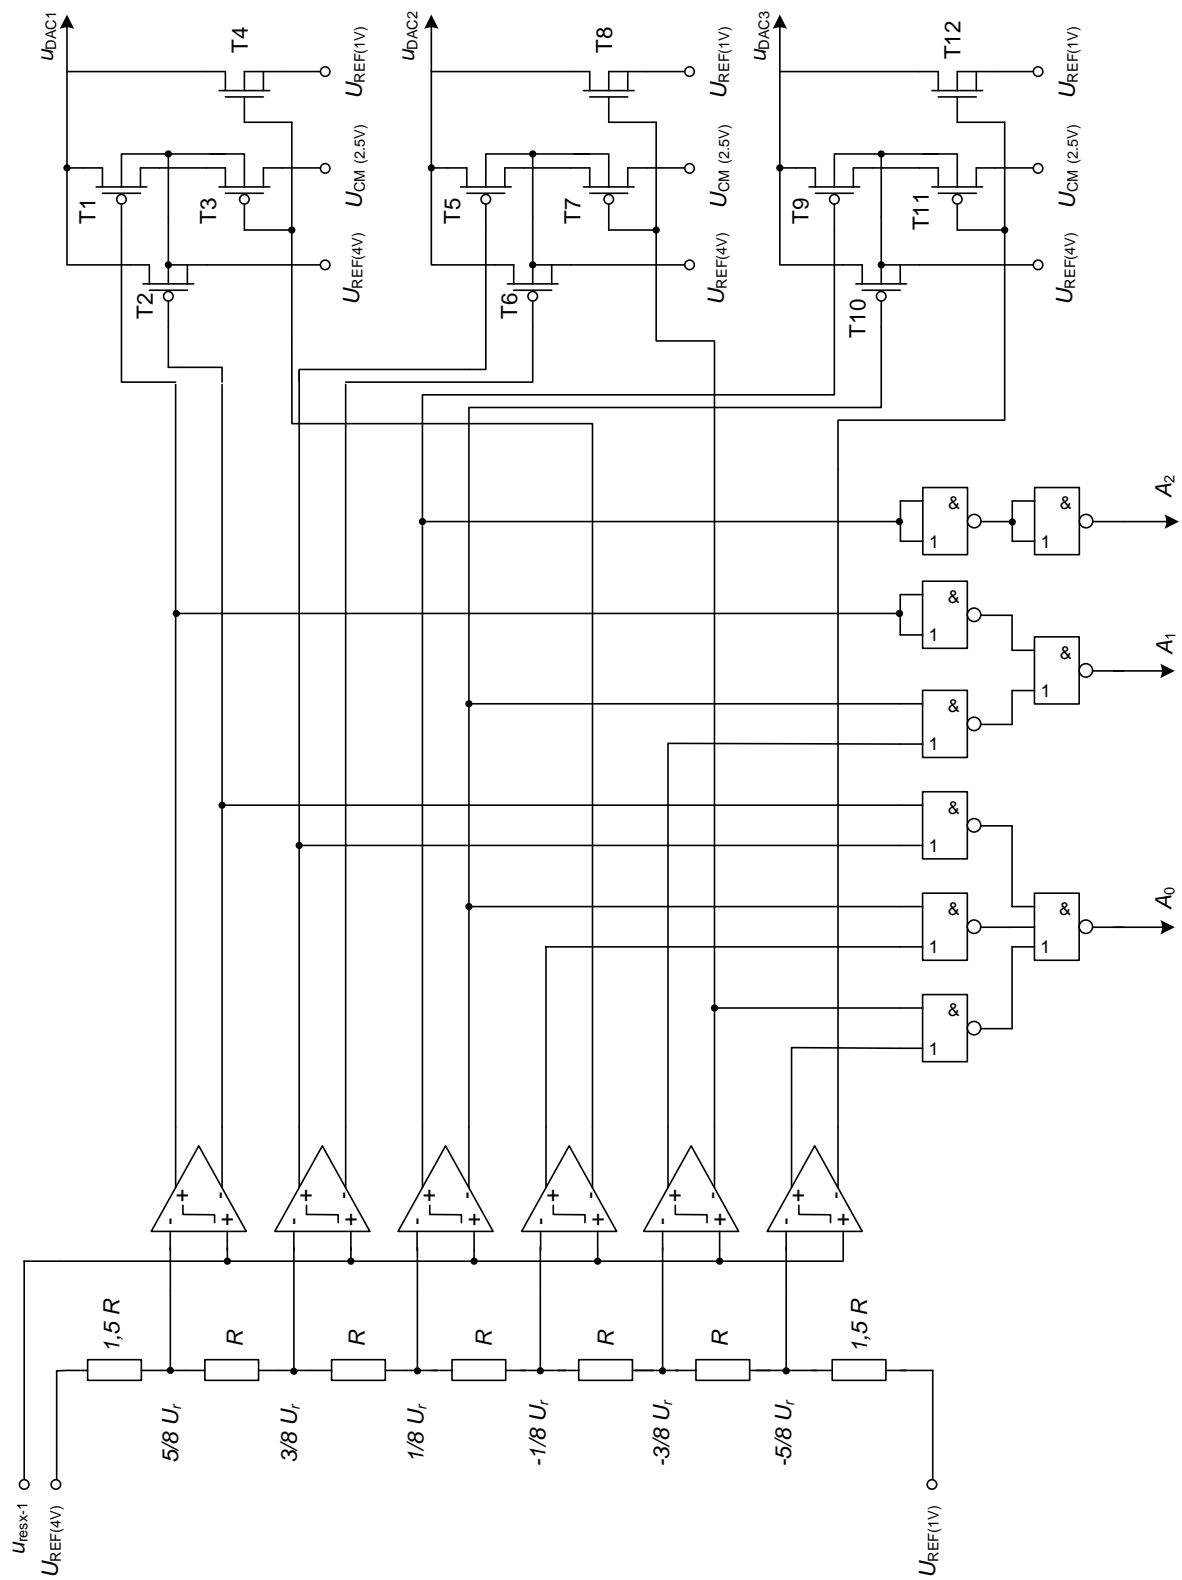 uDAC1
T4
UREF(1V)
T1
T3
UCM (2.5V)
T2
UREF(4V)
uDAC2
T8
UREF(1V)
T5
T7
UCM (2.5V)
T6
UREF(4V)
uDAC3
T12
UREF(1V)
T9
T11
UCM (2.5V)
T10
UREF(4V)
& 1
& 1
A2
& 1
& 1
& 1
A1
& 1
& 1
& 1
& 1
A0
- + + -
- + + -
- + + -
- + + -
- + + -
- + + -
1,5 R
R
R
R
R
R
1,5 R
5/8 Ur
3/8 Ur
1/8 Ur
-1/8 Ur
-3/8 Ur
-5/8 Ur
uresx-1
UREF(4V)
UREF(1V)